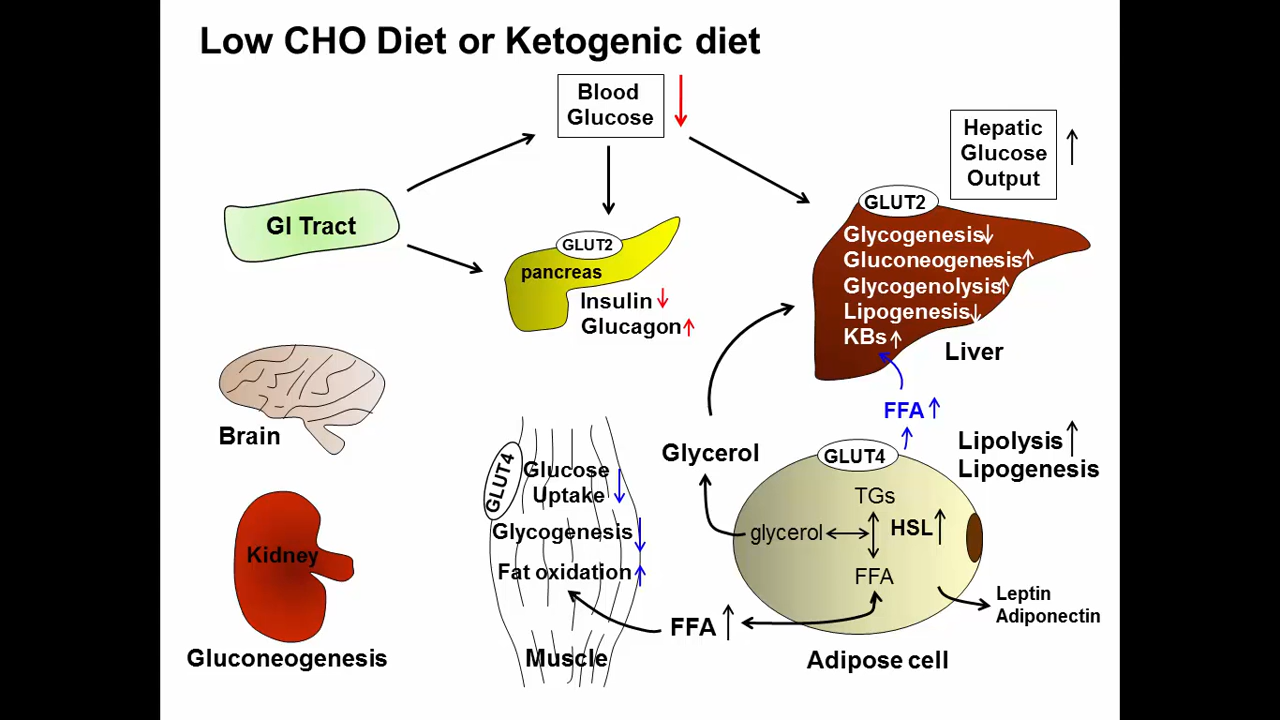 Low CHO Diet or Ketogenic diet
Blood
Glucose
Hepatic
Glucose
Output
GI Tract
GLUT2
pancreas
Insulin
Glucagon
GLUT2
Glycogenesis
Gluconeogenesis
Glycogenolysis
Lipogenesis
KBs
Liver
Brain
Kidney
Gluconeogenesis
GLUT4
Glucose
Uptake
Glycogenesis
Fat oxidation
Muscle
Glycerol
FFA
FFA
GLUT4
Lipolysis
Lipogenesis
TGs
glycerol
HSL
FFA
Leptin
Adiponectin
Adipose cell